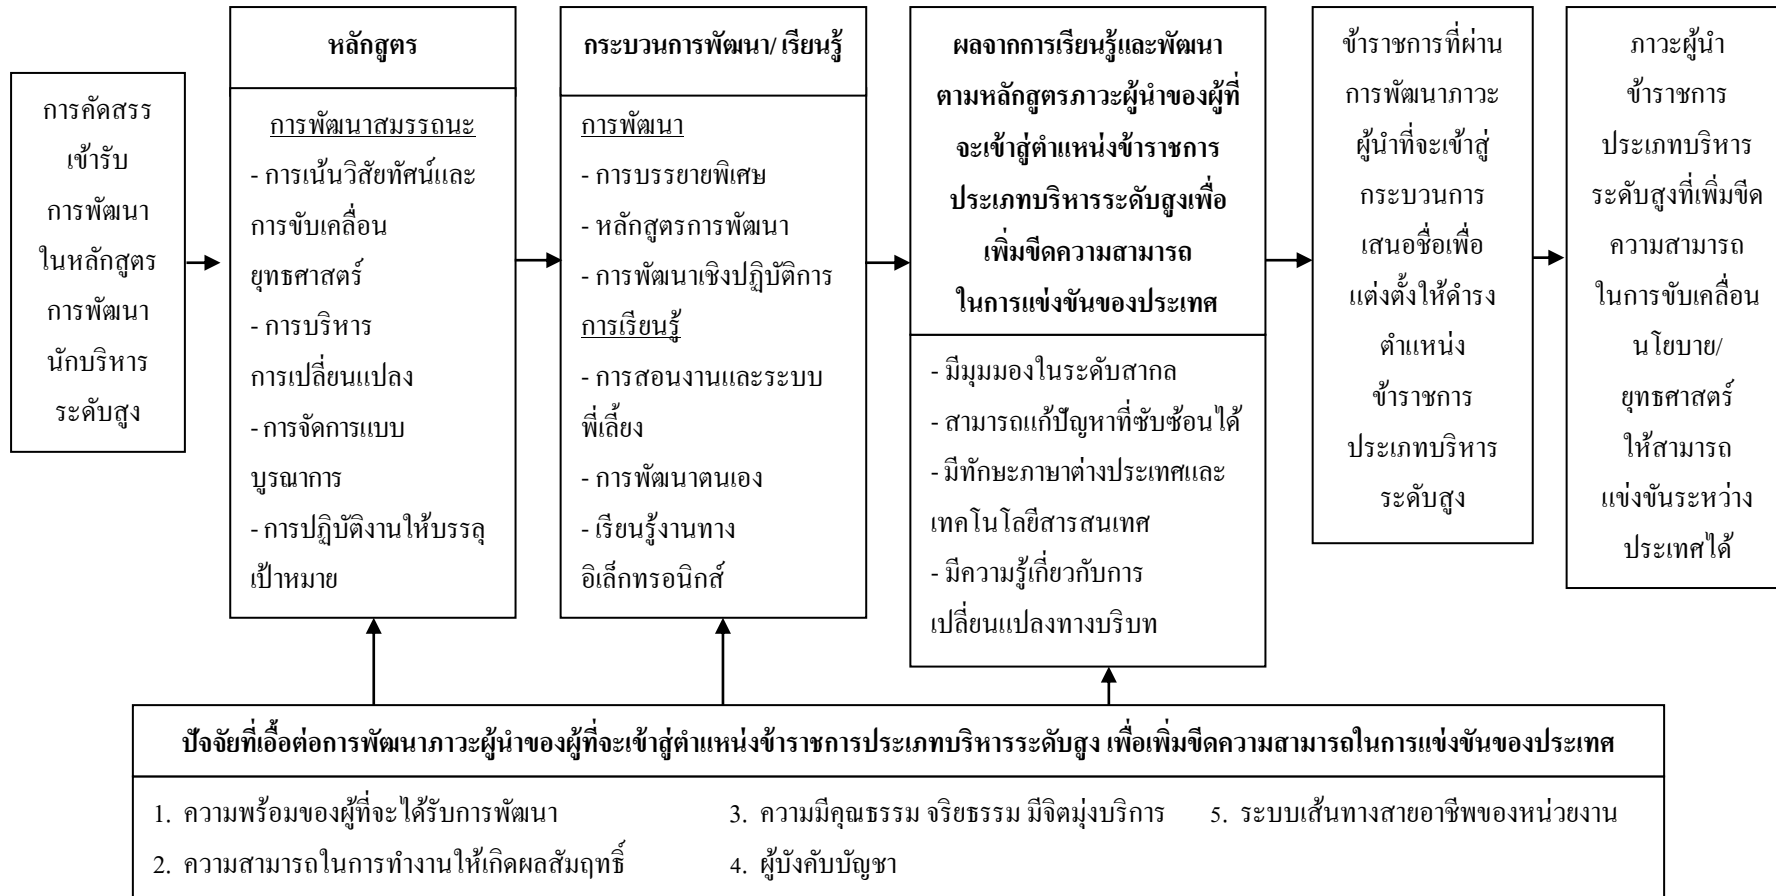 การคัดสรร
เข้ารับ
การพัฒนา
ในหลักสูตร
การพัฒนา
นักบริหาร
ระดับสูง
หลักสูตร
การพัฒนาสมรรถนะ
- การเน้นวิสัยทัศน์และ
การขับเคลื่อน
ยุทธศาสตร์
- การบริหาร
การเปลี่ยนแปลง
- การจัดการแบบ
บูรณาการ
- การปฏิบัติงานให้บรรลุ
เป้าหมาย
กระบวนการพัฒนา/ เรียนรู้
การพัฒนา
- การบรรยายพิเศษ
- หลักสูตรการพัฒนา
- การพัฒนาเชิงปฏิบัติการ
การเรียนรู้
- การสอนงานและระบบ
พี่เลี้ยง
- การพัฒนาตนเอง
- เรียนรู้งานทาง
อิเล็กทรอนิกส์
ผลจากการเรียนรู้และพัฒนา
ตามหลักสูตรภาวะผู้นำของผู้ที่
จะเข้าสู่ตำแหน่งข้าราชการ
ประเภทบริหารระดับสูงเพื่อ
เพิ่มขีดความสามารถ
ในการแข่งขันของประเทศ
- มีมุมมองในระดับสากล
- สามารถแก้ปัญหาที่ซับซ้อนได้
- มีทักษะภาษาต่างประเทศและ
เทคโนโลยีสารสนเทศ
- มีความรู้เกี่ยวกับการ
เปลี่ยนแปลงทางบริบท
ข้าราชการที่ผ่าน
การพัฒนาภาวะ
ผู้นำที่จะเข้าสู่
กระบวนการ
เสนอชื่อเพื่อ
แต่งตั้งให้ดำรง
ตำแหน่ง
ข้าราชการ
ประเภทบริหาร
ระดับสูง
ภาวะผู้นำ
ข้าราชการ
ประเภทบริหาร
ระดับสูงที่เพิ่มขีด
ความสามารถ
ในการขับเคลื่อน
นโยบาย/
ยุทธศาสตร์
ให้สามารถ
แข่งขันระหว่าง
ประเทศได้
ปัจจัยที่เอื้อต่อการพัฒนาภาวะผู้นำของผู้ที่จะเข้าสู่ตำแหน่งข้าราชการประเภทบริหารระดับสูง เพื่อเพิ่มขีดความสามารถในการแข่งขันของประเทศ
1. ความพร้อมของผู้ที่จะได้รับการพัฒนา
2. ความสามารถในการทำงานให้เกิดผลสัมฤทธิ์
3. ความมีคุณธรรม จริยธรรม มีจิตมุ่งบริการ
4. ผู้บังคับบัญชา
5. ระบบเส้นทางสายอาชีพของหน่วยงาน